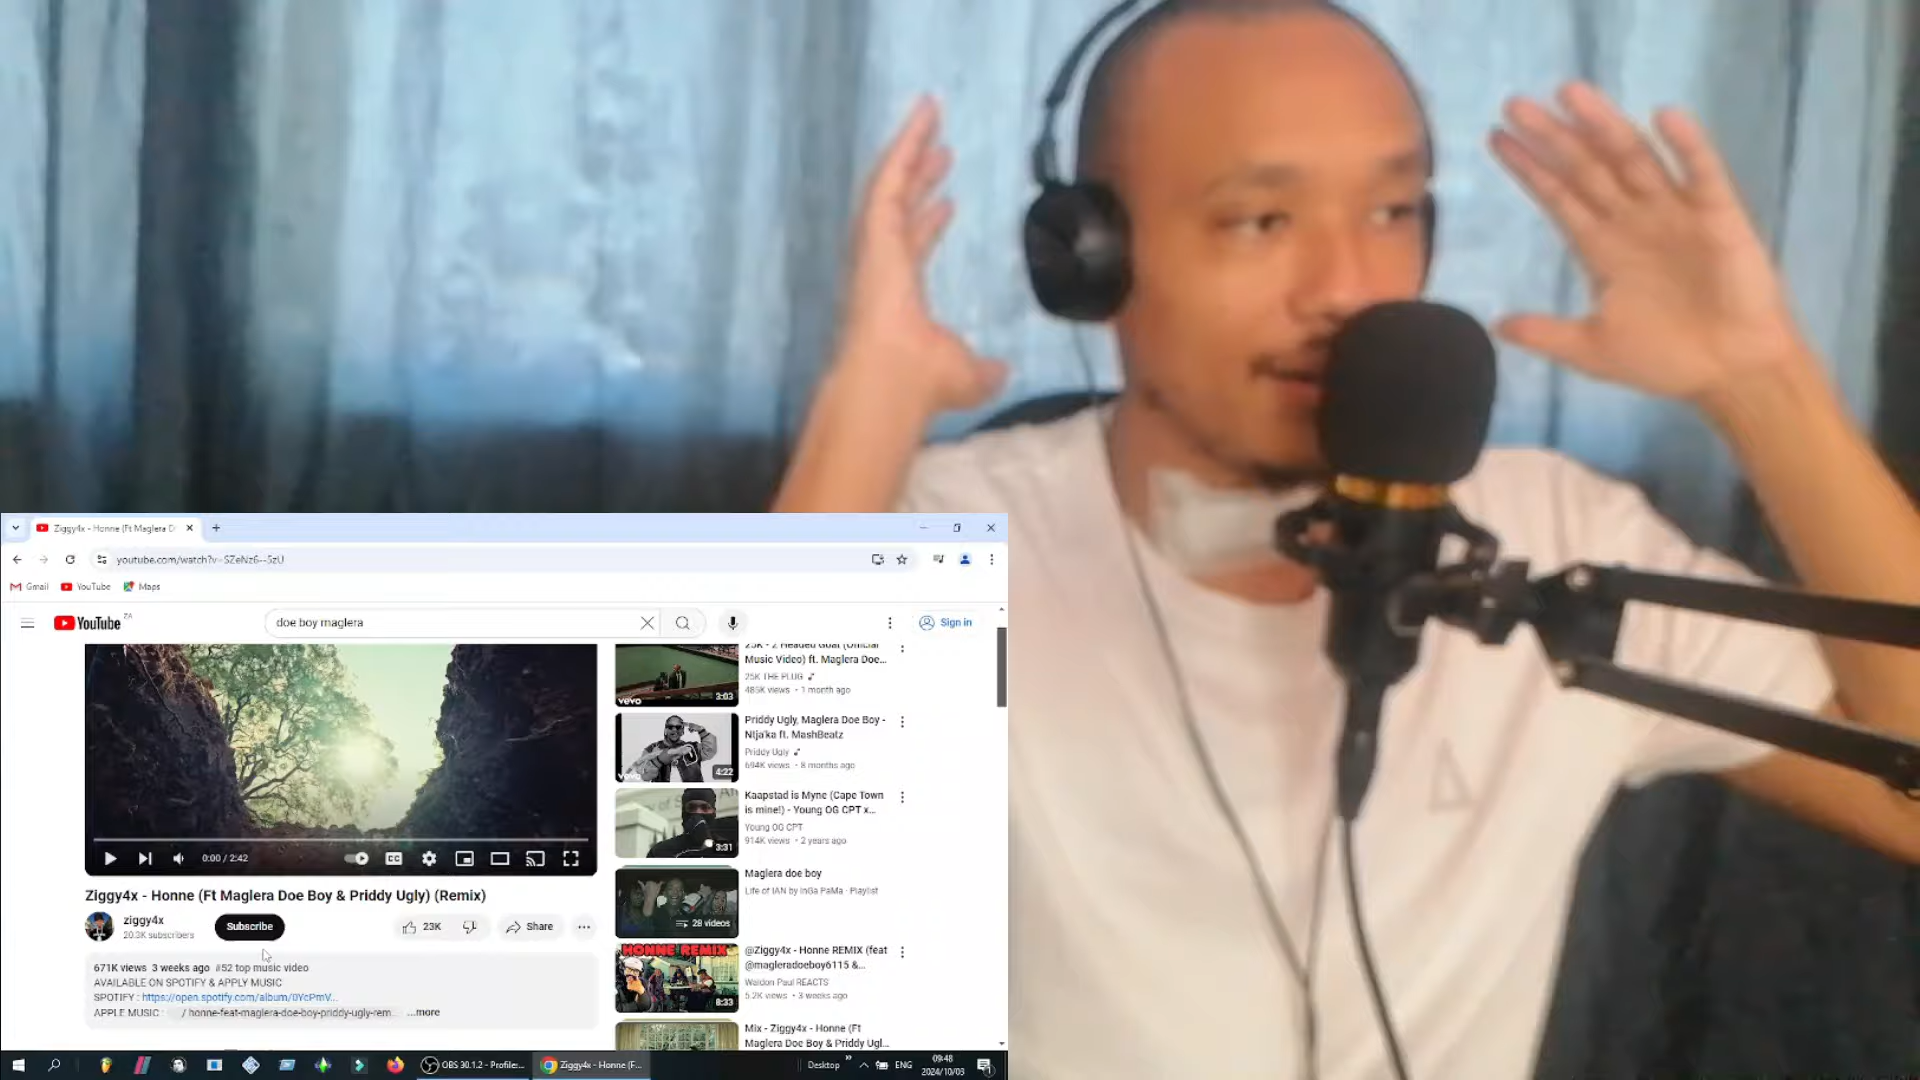 Ziggy4x - Honne (Ft Maglera D
youtube.com/watch?v=SZeNz6--5zU
Gmail
YouTube
Maps
YouTube ZA
doe boy maglera
Sign in
0:00 / 2:42
Ziggy4x - Honne (Ft Maglera Doe Boy & Priddy Ugly) (Remix)
ziggy4x
20.3K subscribers
Subscribe
23K
Share
671K views 3 weeks ago #52 top music video
AVAILABLE ON SPOTIFY & APPLY MUSIC
SPOTIFY : https://open.spotify.com/album/0YcPmV...
APPLE MUSIC : / honne-feat-maglera-doe-boy-priddy-ugly-rem... ...more
25K - 2 Headed Goat (Official
Music Video) ft. Maglera Doe...
25K THE PLUG
485K views • 1 month ago
vevo
3:03
Priddy Ugly, Maglera Doe Boy -
Ntja'ka ft. MashBeatz
Priddy Ugly
694K views • 8 months ago
vevo
4:22
Kaapstad is Myne (Cape Town
is mine!) - Young OG CPT x...
Young OG CPT
914K views • 2 years ago
3:31
Maglera doe boy
Life of IAN by InGa PaMa · Playlist
28 videos
HONNE REMIX
@Ziggy4x - Honne REMIX (feat
@magleradoeboy6115 &...
Waldon Paul REACTS
5.2K views • 3 weeks ago
8:33
Mix - Ziggy4x - Honne (Ft
Maglera Doe Boy & Priddy Ugl...
OBS 30.1.2 - Profile:...
Ziggy4x - Honne (F...
Desktop
ENG
09:48
2024/10/03